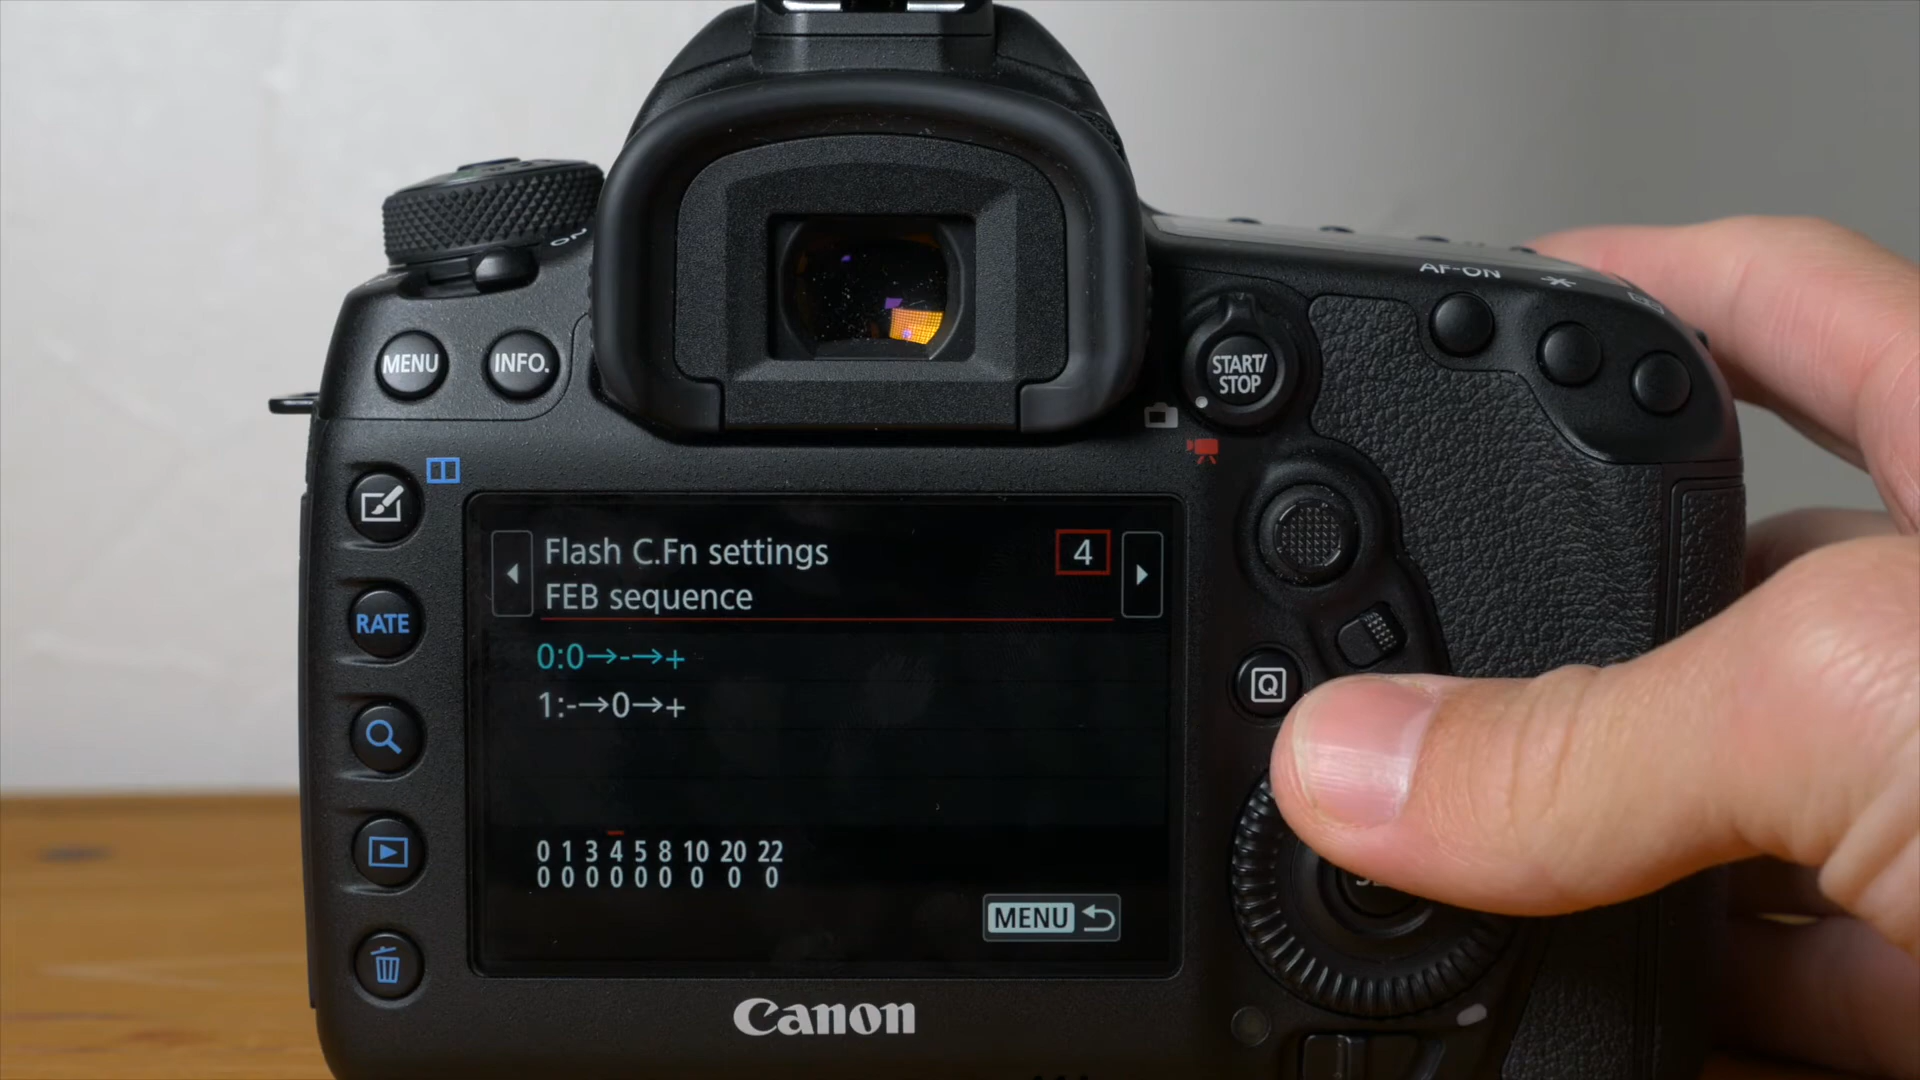 ON
AF-ON
MENU
INFO.
START/
STOP
RATE
Q
Flash C.Fn settings
4
FEB sequence
0:0→-→+
1:-→0→+
0 1 3 4 5 8 10 20 22
0 0 0 0 0 0 0 0 0
MENU
Canon